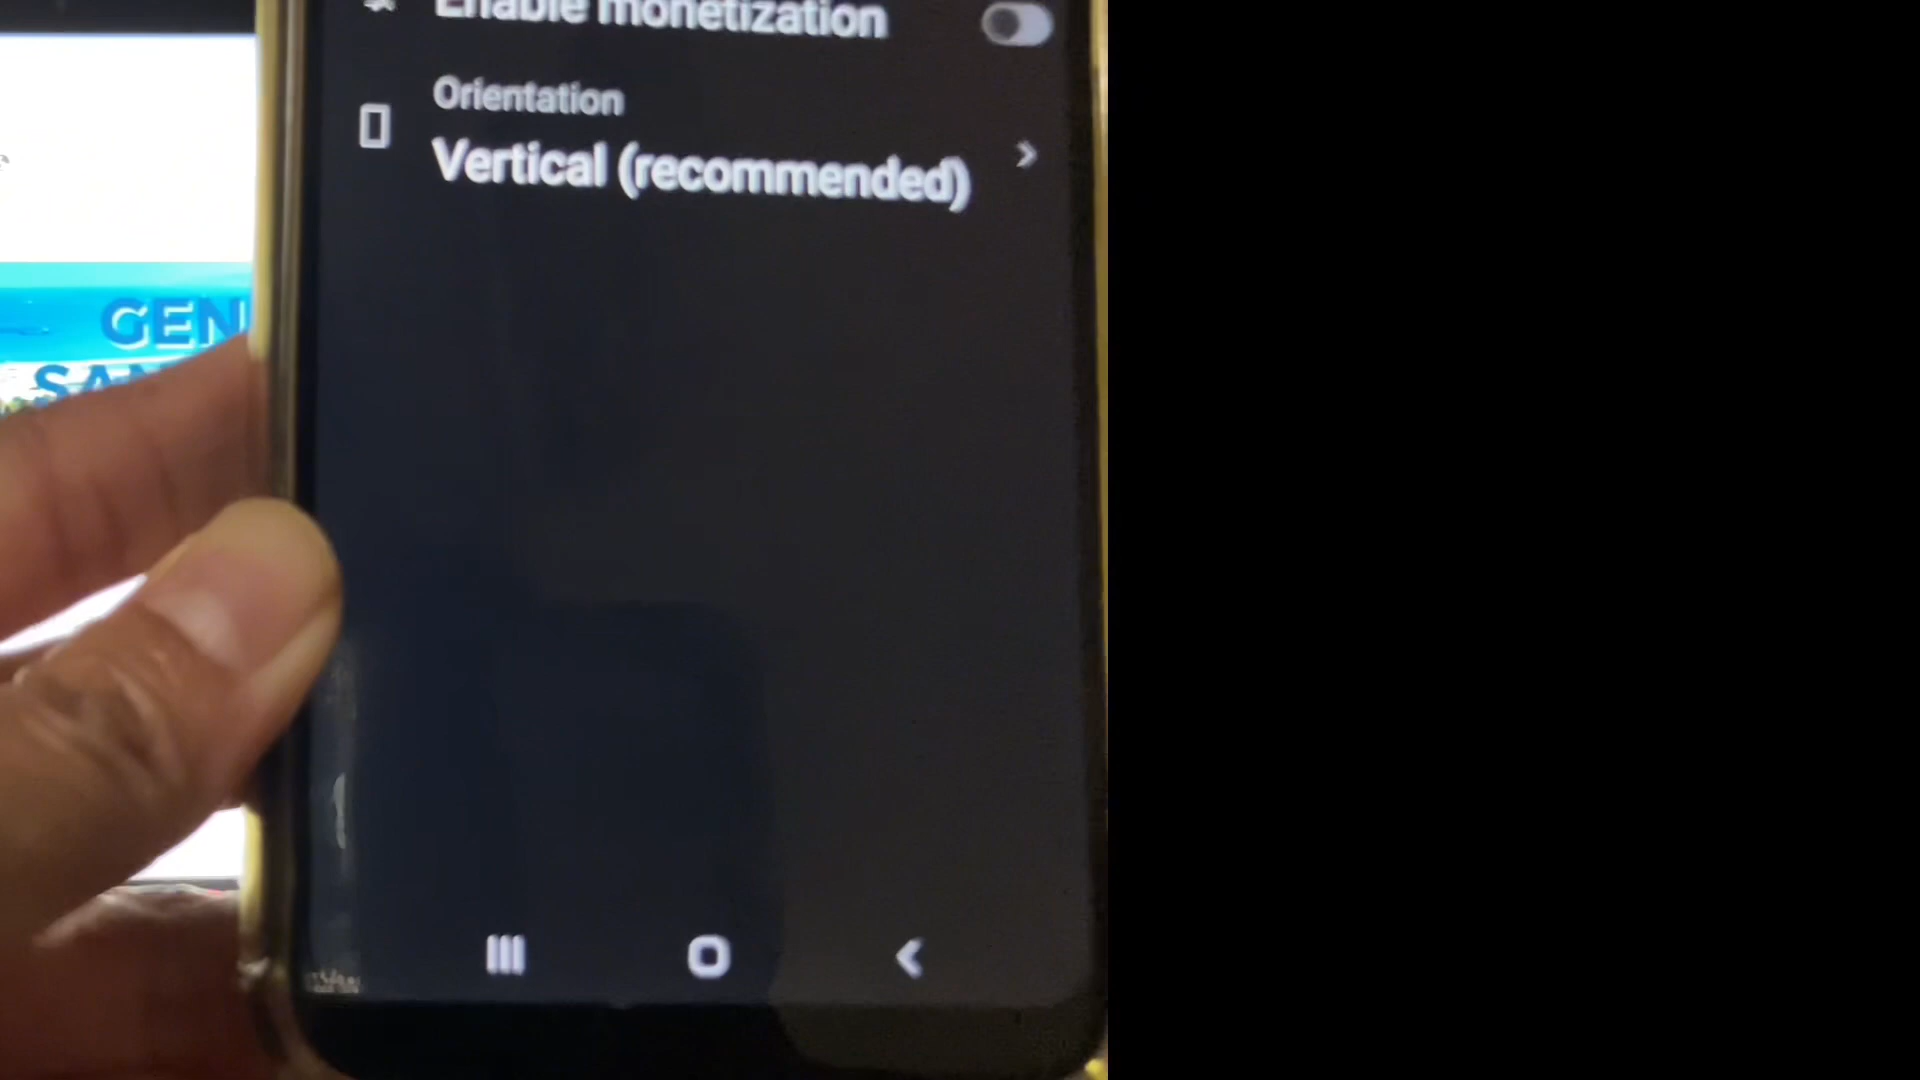 Enable monetization
Orientation
Vertical (recommended)
GEN
SAN